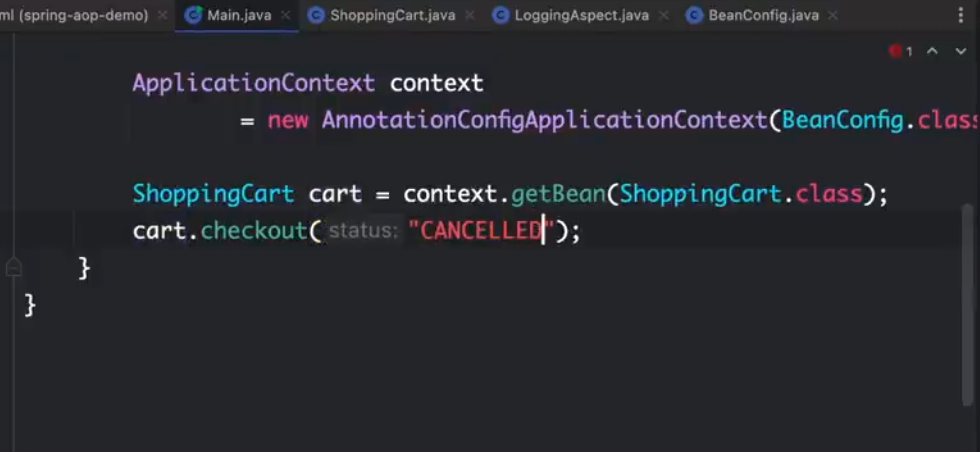 ml (spring-aop-demo) Main.java ShoppingCart.java LoggingAspect.java BeanConfig.java
1
ApplicationContext context
= new AnnotationConfigApplicationContext(BeanConfig.class
ShoppingCart cart = context.getBean(ShoppingCart.class);
cart.checkout( status: "CANCELLED");
}
}